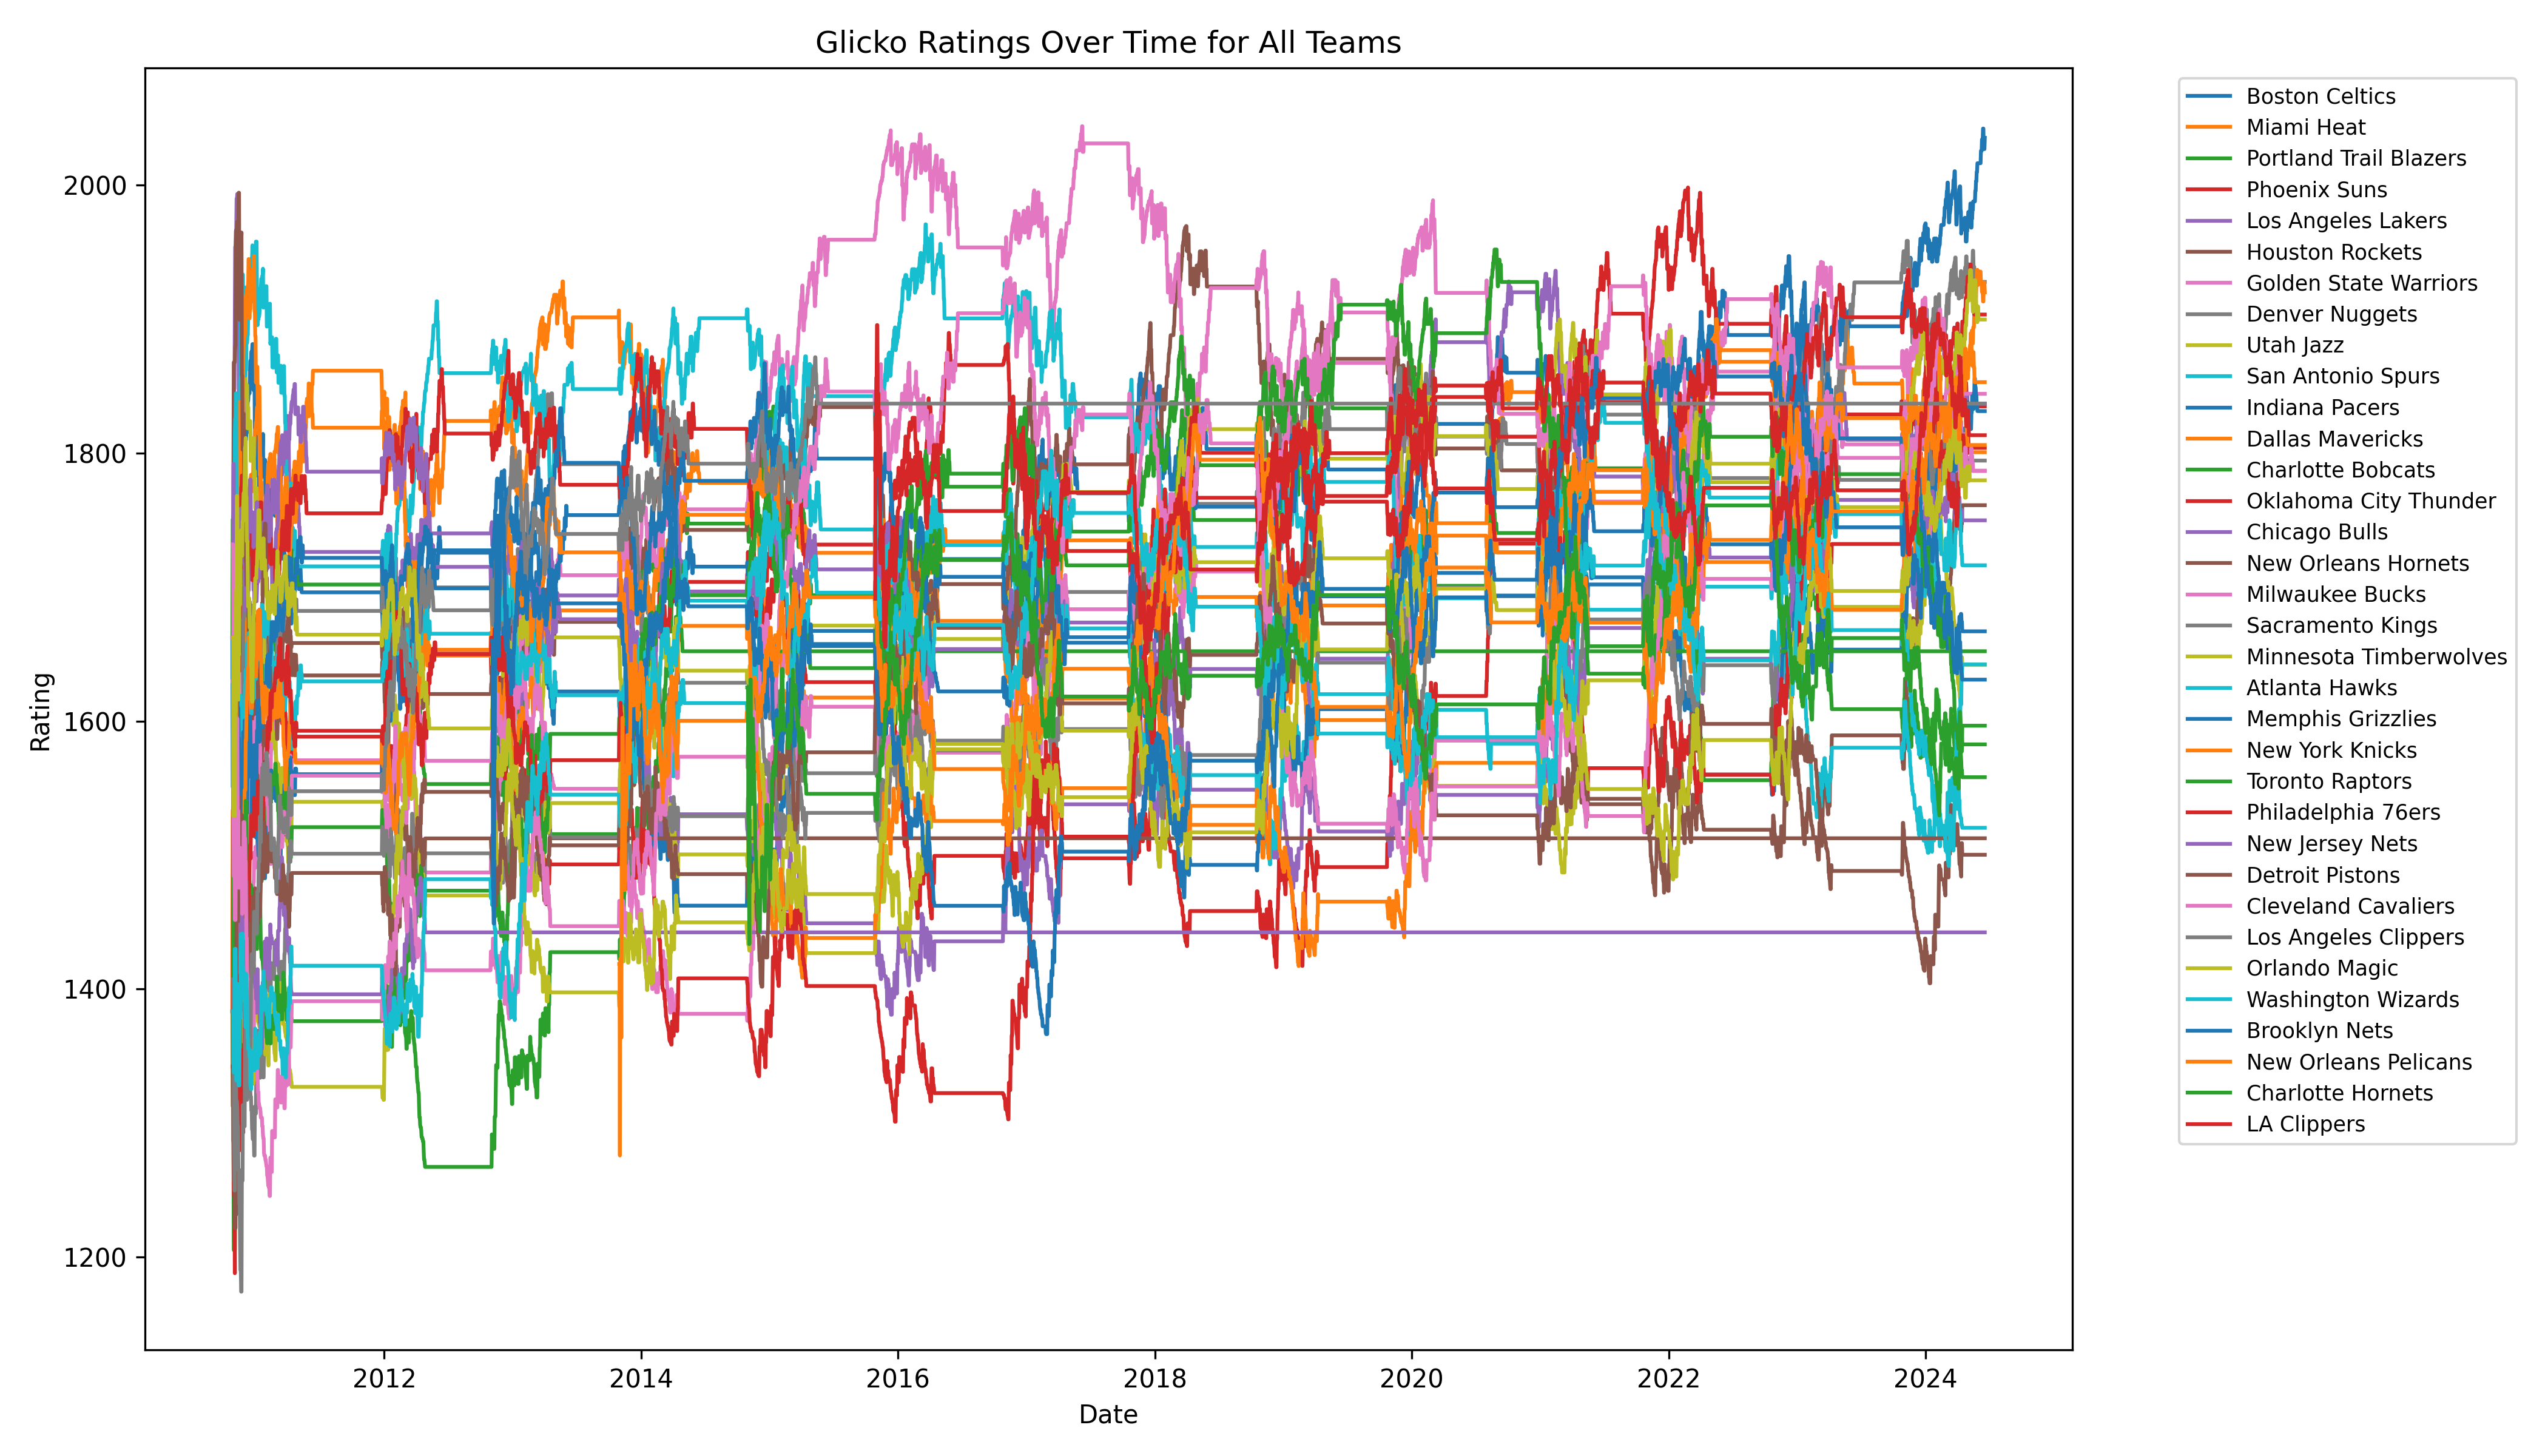 Glicko Ratings Over Time for All Teams
2000
1800
1600
1400
1200
Rating
2012 2014 2016 2018 2020 2022 2024
Date
Boston Celtics
Miami Heat
Portland Trail Blazers
Phoenix Suns
Los Angeles Lakers
Houston Rockets
Golden State Warriors
Denver Nuggets
Utah Jazz
San Antonio Spurs
Indiana Pacers
Dallas Mavericks
Charlotte Bobcats
Oklahoma City Thunder
Chicago Bulls
New Orleans Hornets
Milwaukee Bucks
Sacramento Kings
Minnesota Timberwolves
Atlanta Hawks
Memphis Grizzlies
New York Knicks
Toronto Raptors
Philadelphia 76ers
New Jersey Nets
Detroit Pistons
Cleveland Cavaliers
Los Angeles Clippers
Orlando Magic
Washington Wizards
Brooklyn Nets
New Orleans Pelicans
Charlotte Hornets
LA Clippers